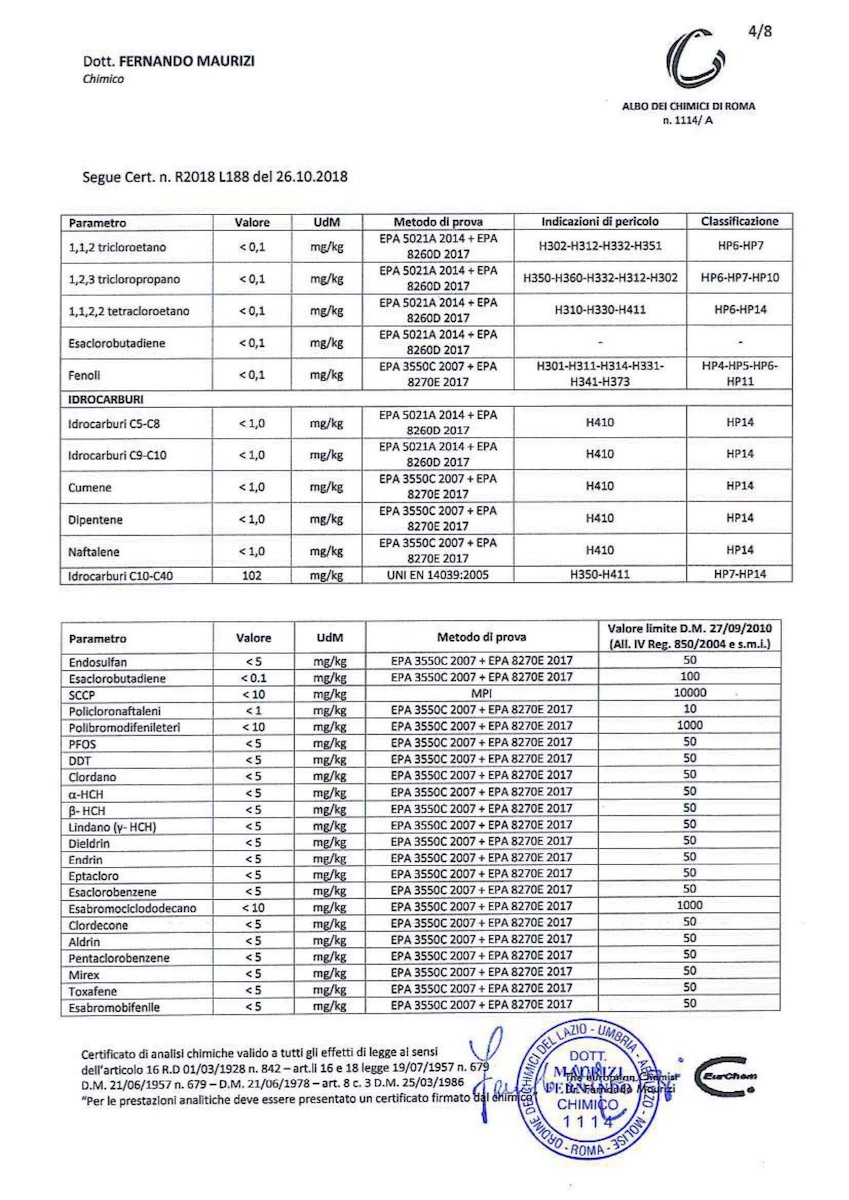 4/8
Dott. FERNANDO MAURIZI
Chimico
ALBO DEI CHIMICI DI ROMA
n. 1114/ A
Segue Cert. n. R2018 L188 del 26.10.2018
Parametro Valore UdM Metodo di prova Indicazioni di pericolo Classificazione
1,1,2 tricloroetano < 0,1 mg/kg EPA 5021A 2014 + EPA 8260D 2017 H302-H312-H332-H351 HP6-HP7
1,2,3 tricloropropano < 0,1 mg/kg EPA 5021A 2014 + EPA 8260D 2017 H350-H360-H332-H312-H302 HP6-HP7-HP10
1,1,2,2 tetracloroetano < 0,1 mg/kg EPA 5021A 2014 + EPA 8260D 2017 H310-H330-H411 HP6-HP14
Esaclorobutadiene < 0,1 mg/kg EPA 5021A 2014 + EPA 8260D 2017 - -
Fenoli < 0,1 mg/kg EPA 3550C 2007 + EPA 8270E 2017 H301-H311-H314-H331-H341-H373 HP4-HP5-HP6-HP11
IDROCARBURI
Idrocarburi C5-C8 < 1,0 mg/kg EPA 5021A 2014 + EPA 8260D 2017 H410 HP14
Idrocarburi C9-C10 < 1,0 mg/kg EPA 5021A 2014 + EPA 8260D 2017 H410 HP14
Cumene < 1,0 mg/kg EPA 3550C 2007 + EPA 8270E 2017 H410 HP14
Dipentene < 1,0 mg/kg EPA 3550C 2007 + EPA 8270E 2017 H410 HP14
Naftalene < 1,0 mg/kg EPA 3550C 2007 + EPA 8270E 2017 H410 HP14
Idrocarburi C10-C40 102 mg/kg UNI EN 14039:2005 H350-H411 HP7-HP14
Parametro Valore UdM Metodo di prova Valore limite D.M. 27/09/2010 (All. IV Reg. 850/2004 e s.m.i.)
Endosulfan < 5 mg/kg EPA 3550C 2007 + EPA 8270E 2017 50
Esaclorobutadiene < 0.1 mg/kg EPA 3550C 2007 + EPA 8270E 2017 100
SCCP < 10 mg/kg MPI 10000
Policloronaftaleni < 1 mg/kg EPA 3550C 2007 + EPA 8270E 2017 10
Polibromodifenileteri < 10 mg/kg EPA 3550C 2007 + EPA 8270E 2017 1000
PFOS < 5 mg/kg EPA 3550C 2007 + EPA 8270E 2017 50
DDT < 5 mg/kg EPA 3550C 2007 + EPA 8270E 2017 50
Clordano < 5 mg/kg EPA 3550C 2007 + EPA 8270E 2017 50
α-HCH < 5 mg/kg EPA 3550C 2007 + EPA 8270E 2017 50
β- HCH < 5 mg/kg EPA 3550C 2007 + EPA 8270E 2017 50
Lindano (γ- HCH) < 5 mg/kg EPA 3550C 2007 + EPA 8270E 2017 50
Dieldrin < 5 mg/kg EPA 3550C 2007 + EPA 8270E 2017 50
Endrin < 5 mg/kg EPA 3550C 2007 + EPA 8270E 2017 50
Eptacloro < 5 mg/kg EPA 3550C 2007 + EPA 8270E 2017 50
Esaclorobenzene < 5 mg/kg EPA 3550C 2007 + EPA 8270E 2017 50
Esabromociclododecano < 10 mg/kg EPA 3550C 2007 + EPA 8270E 2017 1000
Clordecone < 5 mg/kg EPA 3550C 2007 + EPA 8270E 2017 50
Aldrin < 5 mg/kg EPA 3550C 2007 + EPA 8270E 2017 50
Pentaclorobenzene < 5 mg/kg EPA 3550C 2007 + EPA 8270E 2017 50
Mirex < 5 mg/kg EPA 3550C 2007 + EPA 8270E 2017 50
Toxafene < 5 mg/kg EPA 3550C 2007 + EPA 8270E 2017 50
Esabromobifenile < 5 mg/kg EPA 3550C 2007 + EPA 8270E 2017 50
Certificato di analisi chimiche valido a tutti gli effetti di legge ai sensi
dell'articolo 16 R.D 01/03/1928 n. 842 – art.li 16 e 18 legge 19/07/1957 n. 679
D.M. 21/06/1957 n. 679 – D.M. 21/06/1978 – art. 8 c. 3 D.M. 25/03/1986
"Per le prestazioni analitiche deve essere presentato un certificato firmato dal chimico"
The European Chemist
Dr. Fernando Maurizi
ORDINE DEI CHIMICI DEL LAZIO - UMBRIA - ABRUZZO - MOLISE - ROMA
DOTT.
MAURIZI
FERNANDO
CHIMICO
1114
EurChem